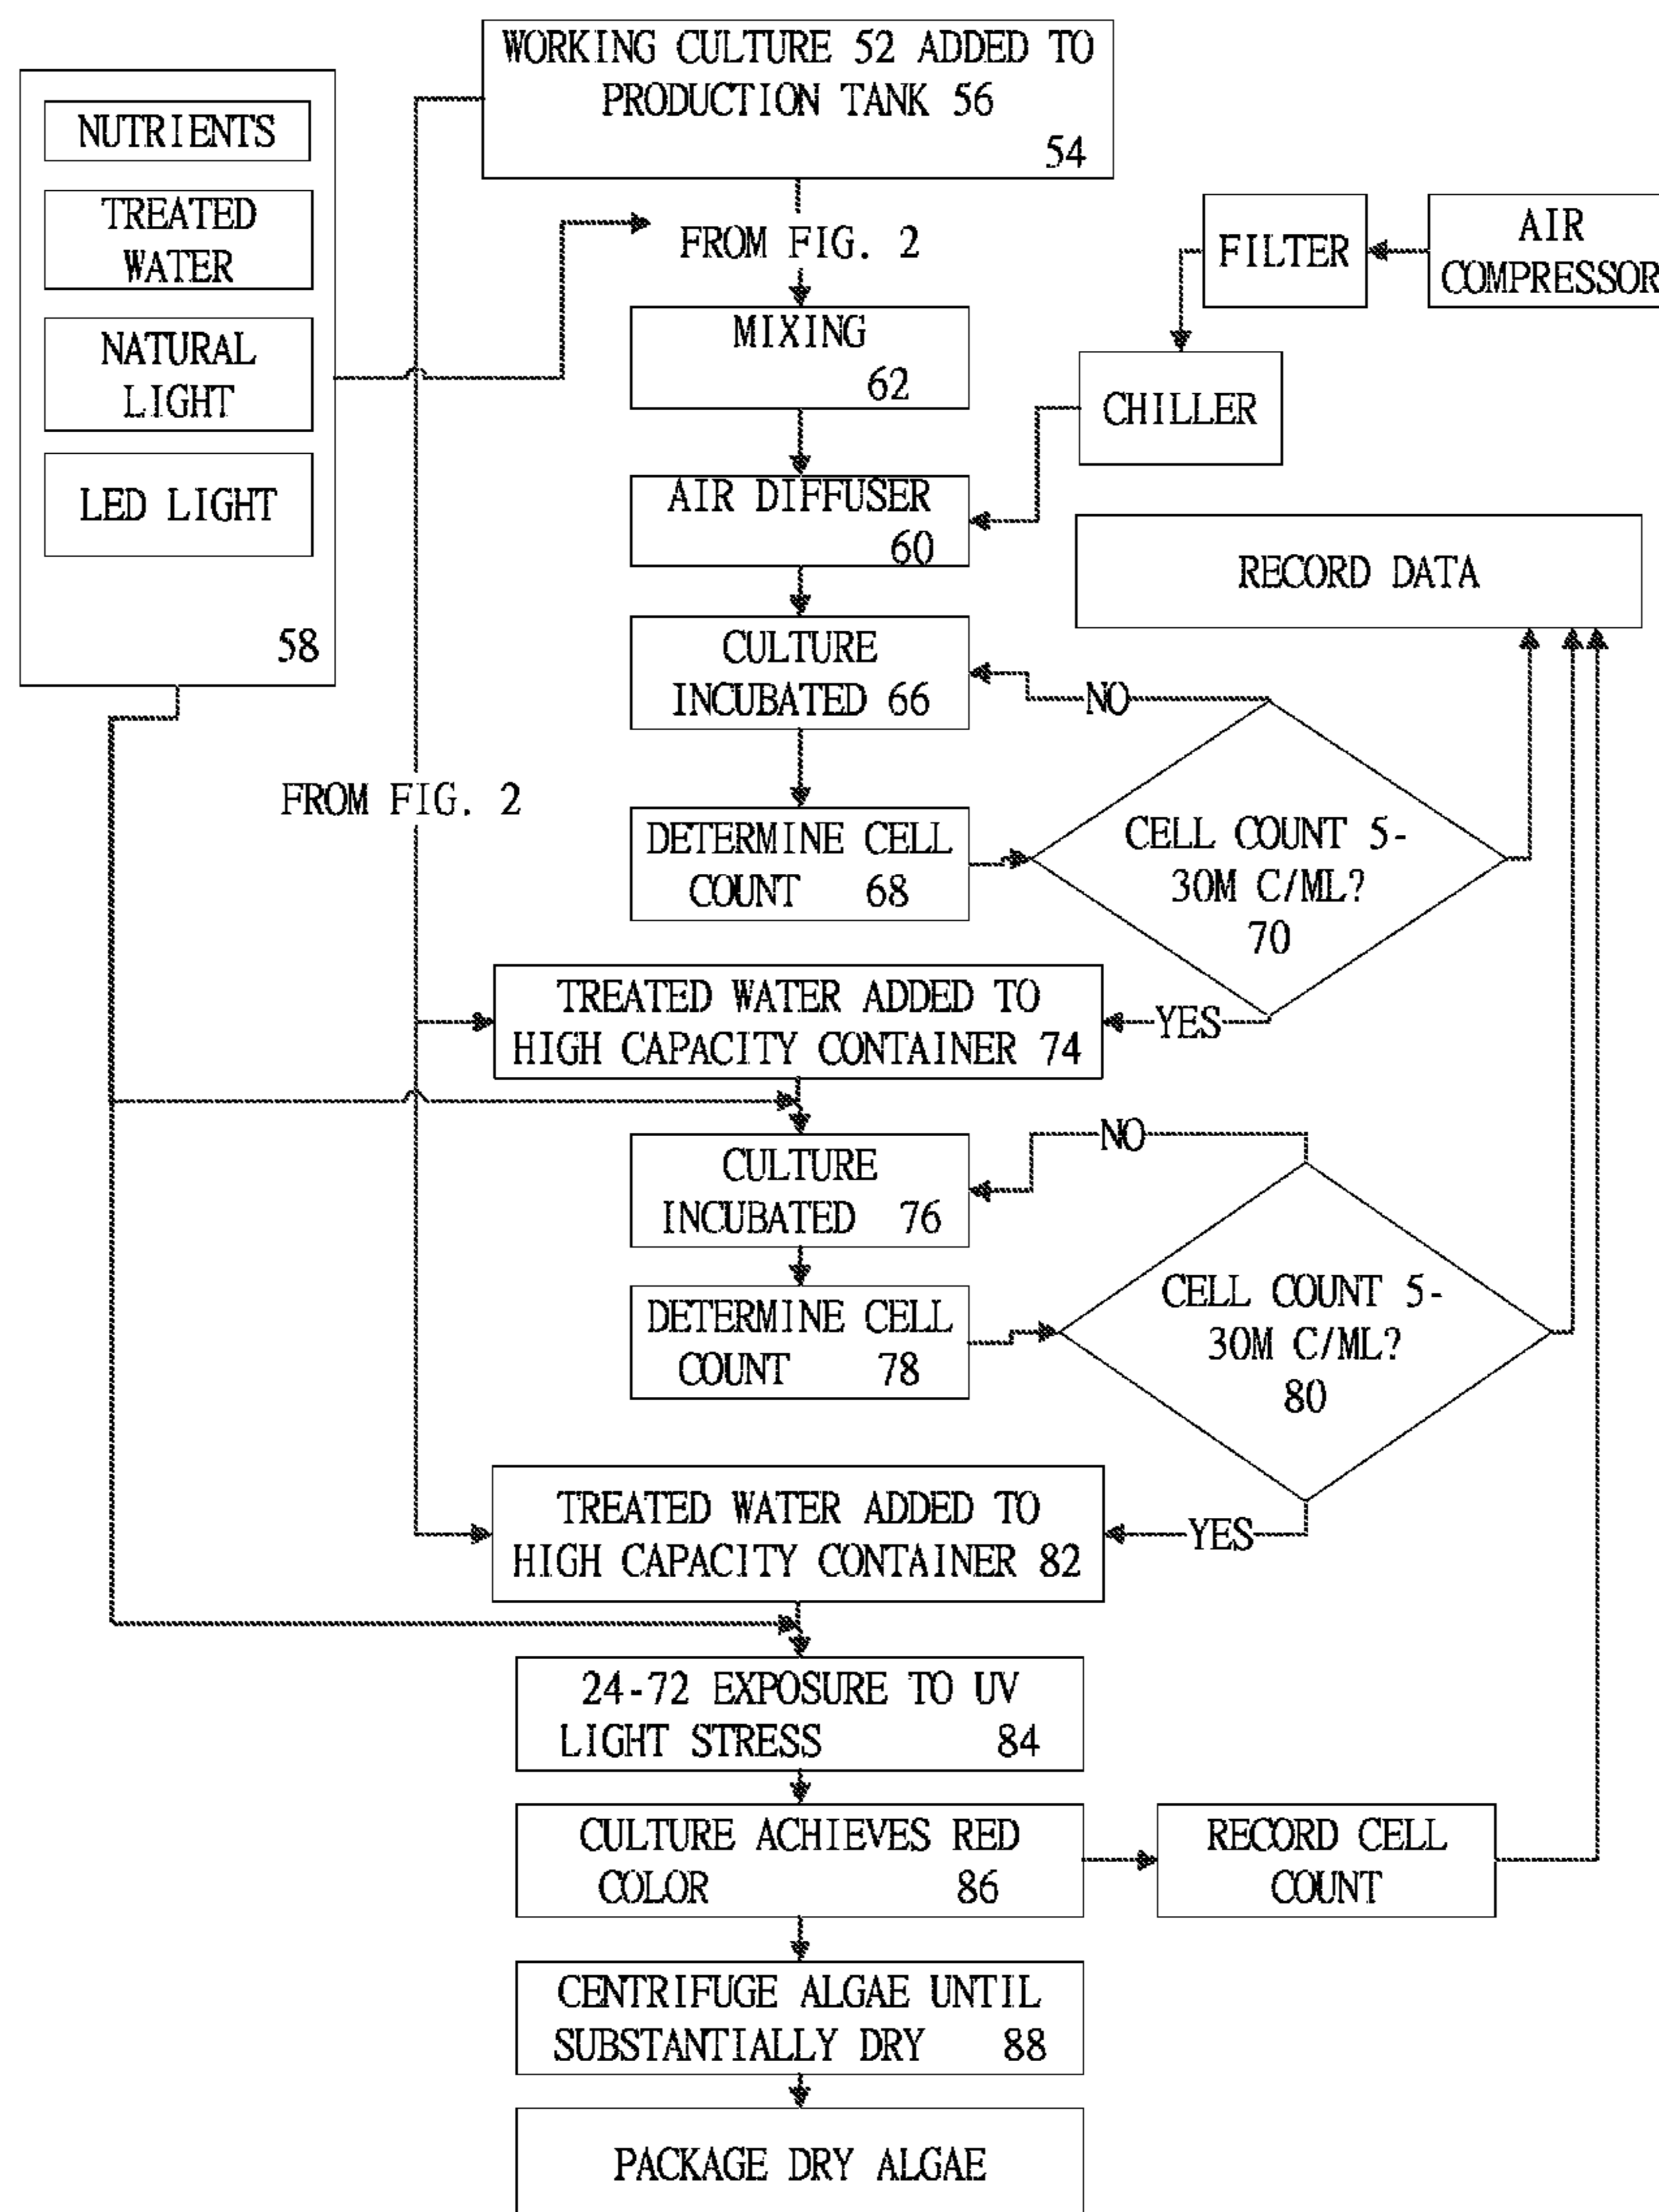 WORKING CULTURE 52 ADDED TO
PRODUCTION TANK 56
54
NUTRIENTS
TREATED
WATER
NATURAL
LIGHT
LED LIGHT
58
FROM FIG. 2
FILTER
AIR
COMPRESSOR
MIXING
62
CHILLER
AIR DIFFUSER
60
RECORD DATA
CULTURE
INCUBATED 66
NO
FROM FIG. 2
DETERMINE CELL
COUNT 68
CELL COUNT 5-
30M C/ML?
70
TREATED WATER ADDED TO
HIGH CAPACITY CONTAINER 74
YES
CULTURE
INCUBATED 76
NO
DETERMINE CELL
COUNT 78
CELL COUNT 5-
30M C/ML?
80
TREATED WATER ADDED TO
HIGH CAPACITY CONTAINER 82
YES
24-72 EXPOSURE TO UV
LIGHT STRESS 84
CULTURE ACHIEVES RED
COLOR 86
RECORD CELL
COUNT
CENTRIFUGE ALGAE UNTIL
SUBSTANTIALLY DRY 88
PACKAGE DRY ALGAE